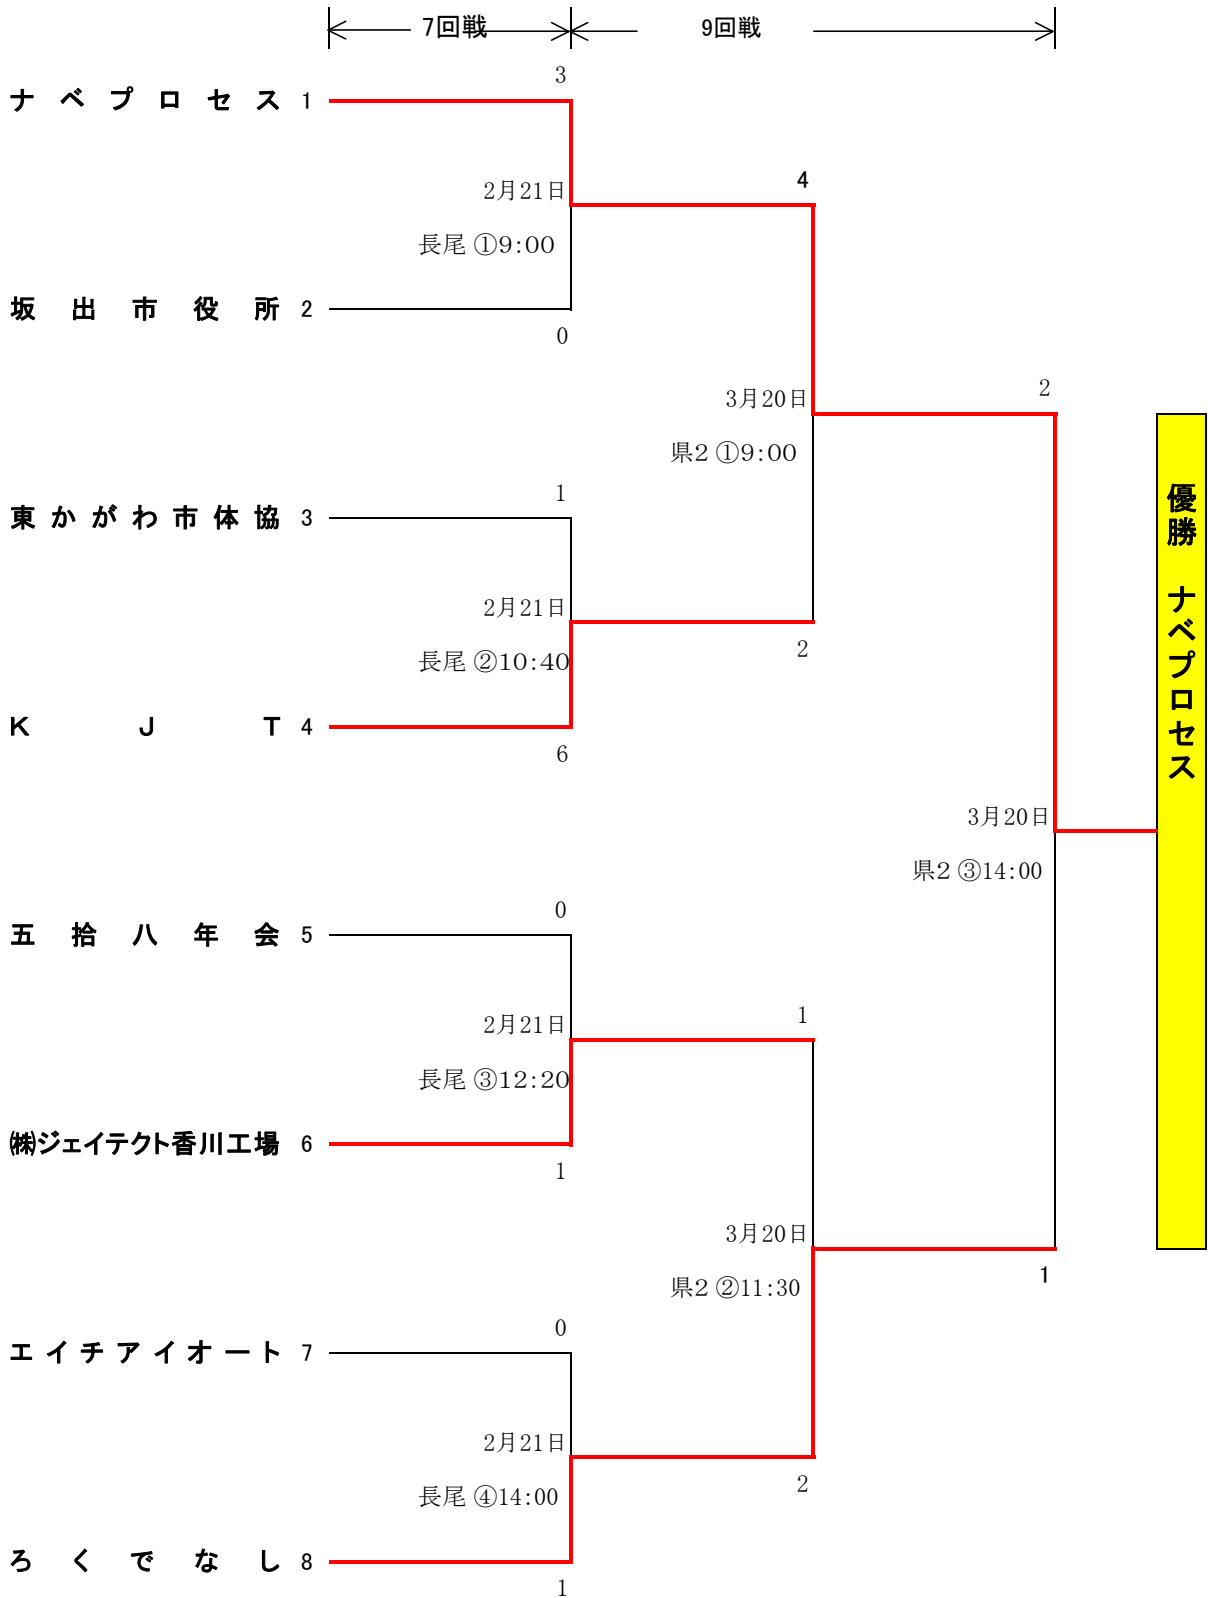 7回戦 9回戦
3
ナベプロセス 1
2月21日
4
長尾 ①9:00
坂出市役所 2
0
3月20日
2
県2 ①9:00
1
東かがわ市体協 3
2月21日
長尾 ②10:40
2
KJT 4
6
3月20日
県2 ③14:00
0
五拾八年会 5
2月21日
1
長尾 ③12:20
㈱ジェイテクト香川工場 6
1
3月20日
県2 ②11:30
1
0
エイチアイオート 7
2月21日
長尾 ④14:00
2
ろくでなし 8
1
優勝 ナベプロセス